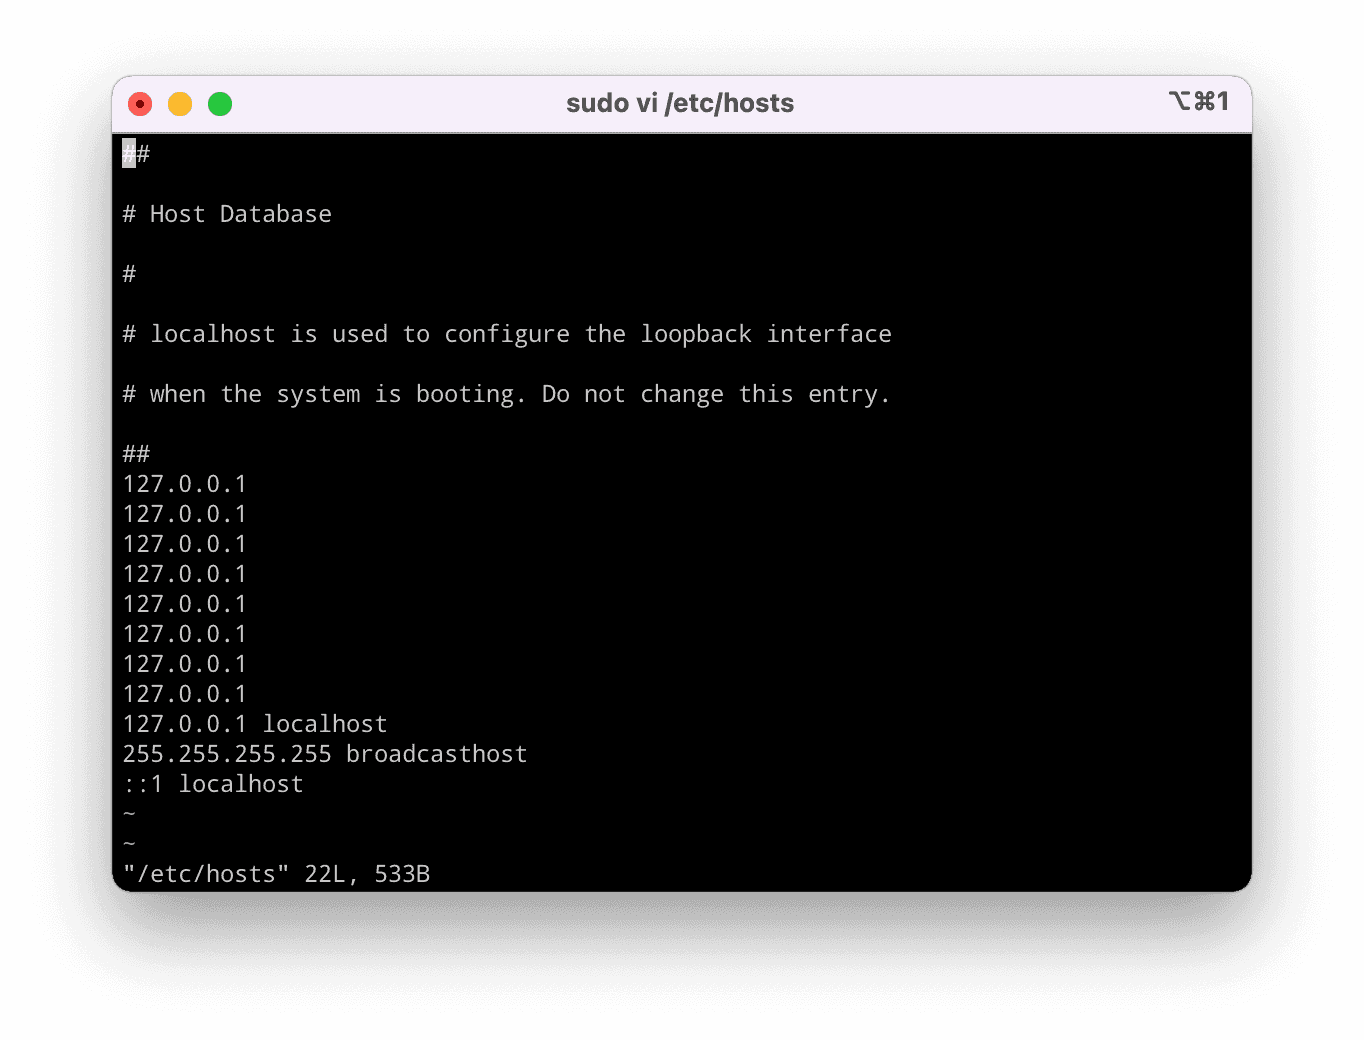 sudo vi /etc/hosts
⌥⌘1
##
# Host Database
#
# localhost is used to configure the loopback interface
# when the system is booting. Do not change this entry.
##
127.0.0.1
127.0.0.1
127.0.0.1
127.0.0.1
127.0.0.1
127.0.0.1
127.0.0.1
127.0.0.1
127.0.0.1 localhost
255.255.255.255 broadcasthost
::1 localhost
~
~
"/etc/hosts" 22L, 533B